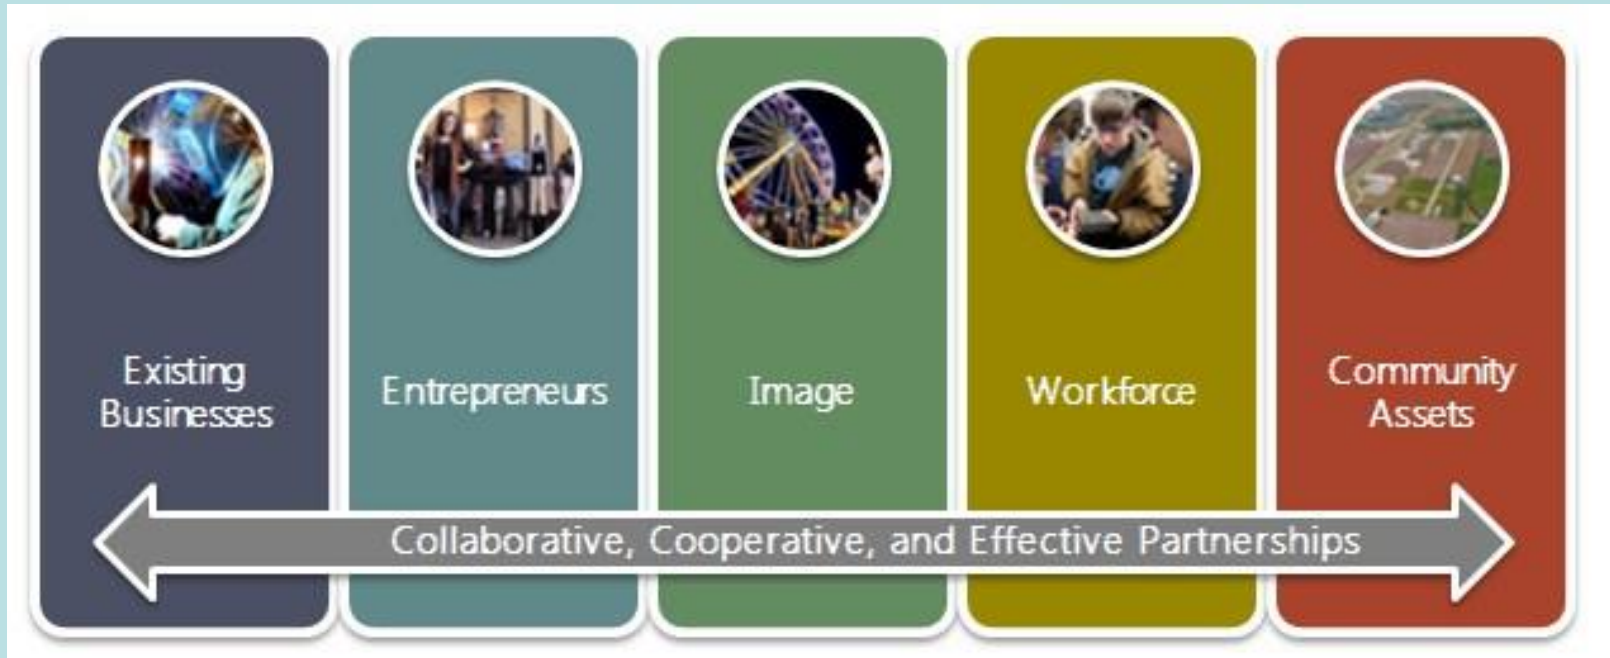 Existing
Businesses
Entrepreneurs
Image
Workforce
Community
Assets
Collaborative, Cooperative, and Effective Partnerships